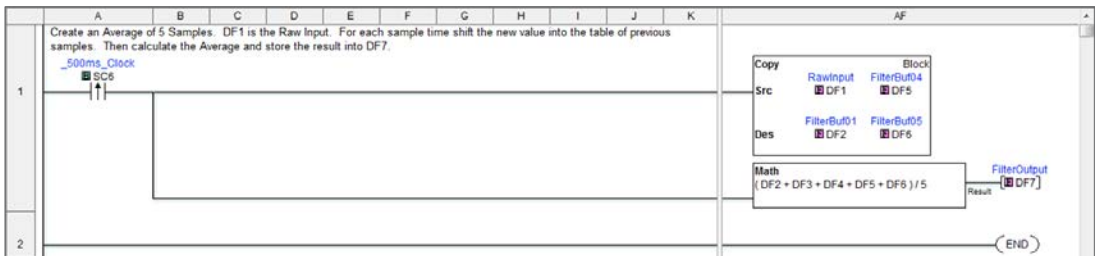 A B C D E F G H I J K AF
Create an Average of 5 Samples. DF1 is the Raw Input. For each sample time shift the new value into the table of previous
samples. Then calculate the Average and store the result into DF7.
_500ms_Clock
SC6
1
Copy Block
RawInput FilterBuf04
Src DF1 DF5
FilterBuf01 FilterBuf05
Des DF2 DF6
Math
( DF2 + DF3 + DF4 + DF5 + DF6 ) / 5
FilterOutput
Result DF7
2
END